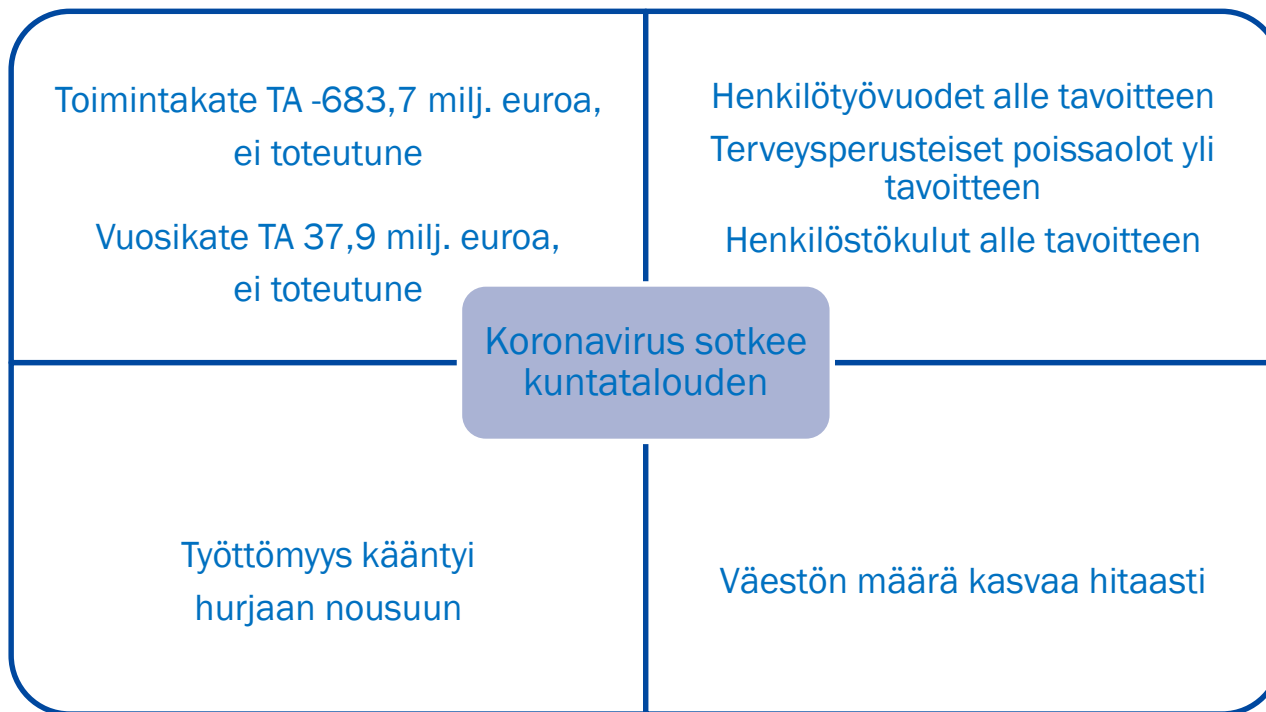 Toimintakate TA -683,7 milj. euroa,
ei toteutune
Vuosikate TA 37,9 milj. euroa,
ei toteutune
Henkilötyövuodet alle tavoitteen
Terveysperusteiset poissaolot yli
tavoitteen
Henkilöstökulut alle tavoitteen
Koronavirus sotkee
kuntatalouden
Työttömyys kääntyi
hurjaan nousuun
Väestön määrä kasvaa hitaasti